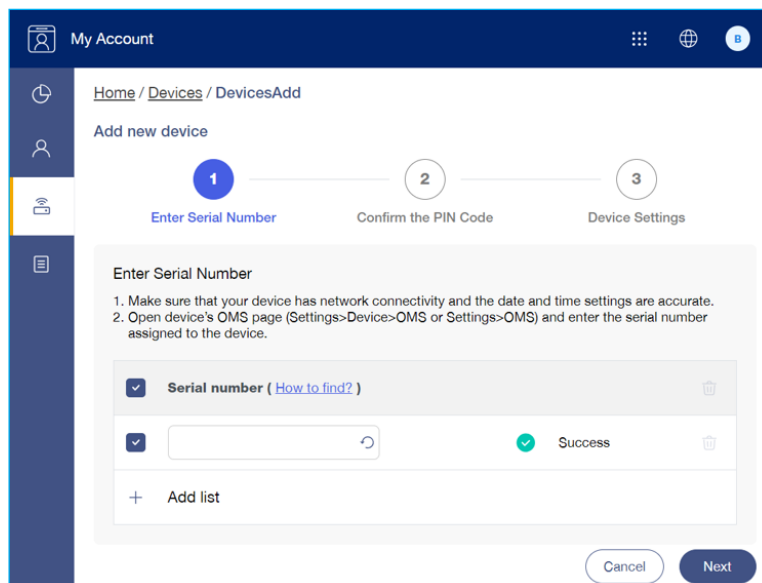 My Account
B
Home / Devices / DevicesAdd
Add new device
1
2
3
Enter Serial Number
Confirm the PIN Code
Device Settings
Enter Serial Number
1. Make sure that your device has network connectivity and the date and time settings are accurate.
2. Open device's OMS page (Settings>Device>OMS or Settings>OMS) and enter the serial number
assigned to the device.
Serial number ( How to find? )
Success
+ Add list
Cancel
Next